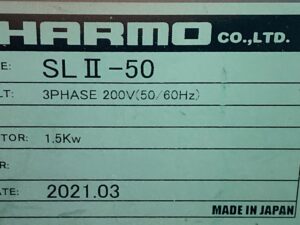 HARMO CO.,LTD.
E: SL II-50
LT: 3PHASE 200V(50/60Hz)
TOR: 1.5Kw
R:
ATE: 2021.03
MADE IN JAPAN